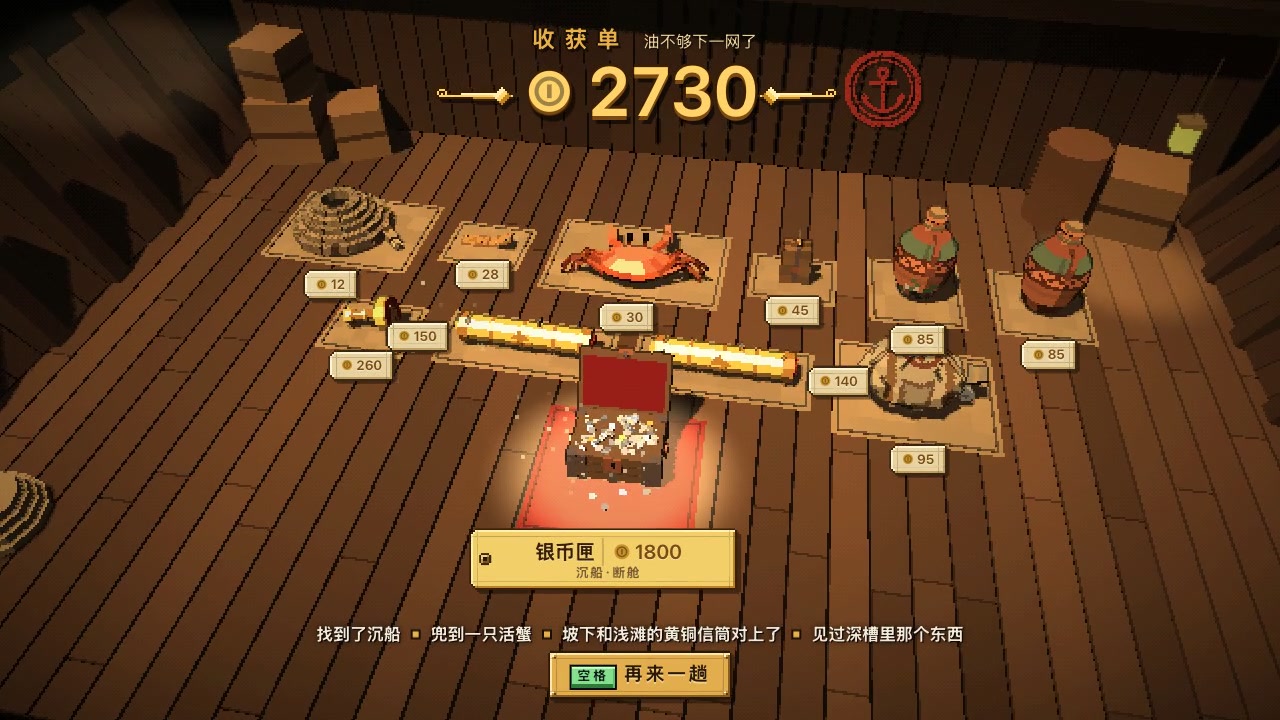 收获单 油不够下一网了
2730
12
28
30
45
85
85
150
260
140
95
银币匣 1800
沉船·断舱
找到了沉船 ▪ 兜到一只活蟹 ▪ 坡下和浅滩的黄铜信筒对上了 ▪ 见过深槽里那个东西
空格 再来一趟